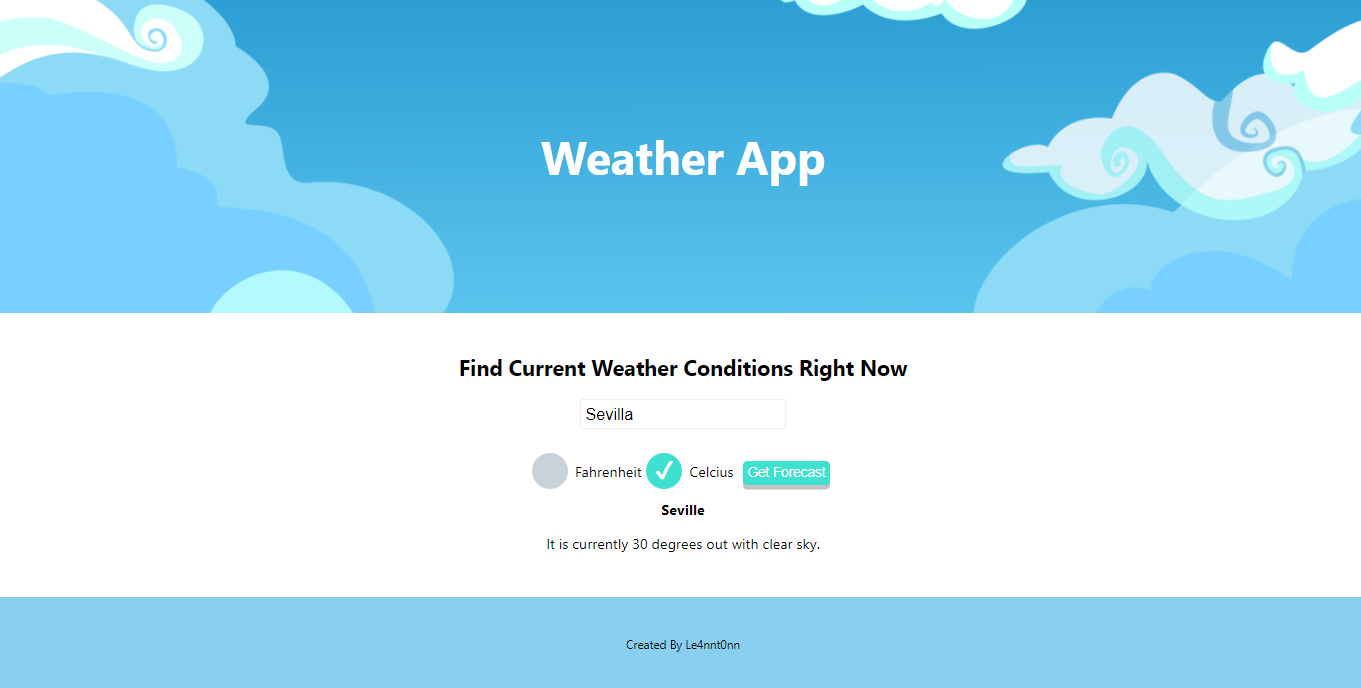 Weather App
Find Current Weather Conditions Right Now
Sevilla
Fahrenheit Celcius Get Forecast
Seville
It is currently 30 degrees out with clear sky.
Created By Le4nnt0nn